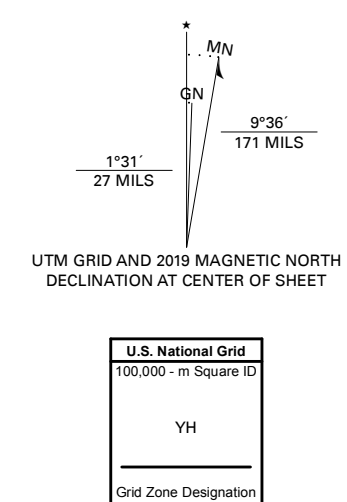 ★
MN
GN
9°36´
171 MILS
1°31´
27 MILS
UTM GRID AND 2019 MAGNETIC NORTH
DECLINATION AT CENTER OF SHEET
U.S. National Grid
100,000 - m Square ID
YH
Grid Zone Designation